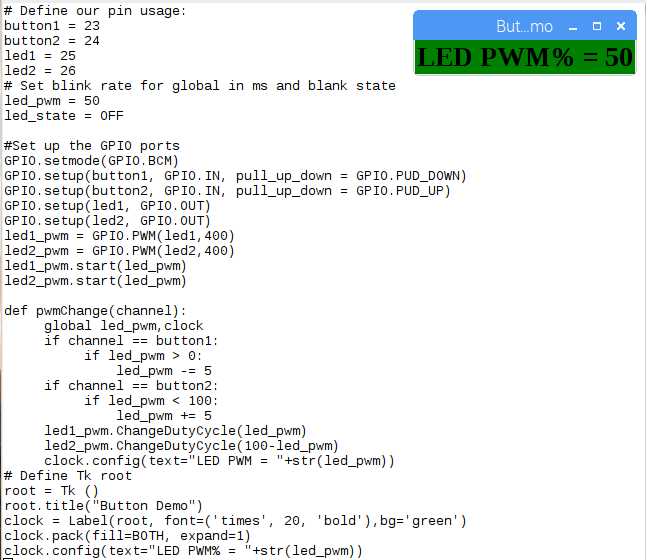 # Define our pin usage:
button1 = 23
button2 = 24
led1 = 25
led2 = 26
# Set blink rate for global in ms and blank state
led_pwm = 50
led_state = OFF
#Set up the GPIO ports
GPIO.setmode(GPIO.BCM)
GPIO.setup(button1, GPIO.IN, pull_up_down = GPIO.PUD_DOWN)
GPIO.setup(button2, GPIO.IN, pull_up_down = GPIO.PUD_UP)
GPIO.setup(led1, GPIO.OUT)
GPIO.setup(led2, GPIO.OUT)
led1_pwm = GPIO.PWM(led1,400)
led2_pwm = GPIO.PWM(led2,400)
led1_pwm.start(led_pwm)
led2_pwm.start(led_pwm)
def pwmChange(channel):
global led_pwm,clock
if channel == button1:
if led_pwm > 0:
led_pwm -= 5
if channel == button2:
if led_pwm < 100:
led_pwm += 5
led1_pwm.ChangeDutyCycle(led_pwm)
led2_pwm.ChangeDutyCycle(100-led_pwm)
clock.config(text="LED PWM = "+str(led_pwm))
# Define Tk root
root = Tk ()
root.title("Button Demo")
clock = Label(root, font=('times', 20, 'bold'),bg='green')
clock.pack(fill=BOTH, expand=1)
clock.config(text="LED PWM% = "+str(led_pwm))
But...mo
LED PWM% = 50